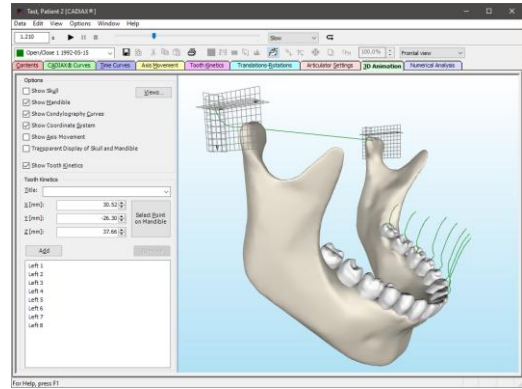 Test, Patient 2 [CADIAX®]
Data Edit View Options Window Help
1.210 s Slow
Open/Close 1 1992-05-15 100,0% Frontal view
Contents CADIAX® Curves Time Curves Axis Movement Tooth Kinetics Translations-Rotations Articulator Settings 3D Animation Numerical Analysis
Options
Show Skull Views...
Show Mandible
Show Condylography Curves
Show Coordinate System
Show Axis Movement
Transparent Display of Skull and Mandible
Show Tooth Kinetics
Tooth Kinetics
Title:
X [mm]: 30.52
Y [mm]: -26.30 Select Point on Mandible
Z [mm]: 37.66
Add
Left 1
Left 2
Left 3
Left 4
Left 5
Left 6
Left 7
Left 8
For Help, press F1